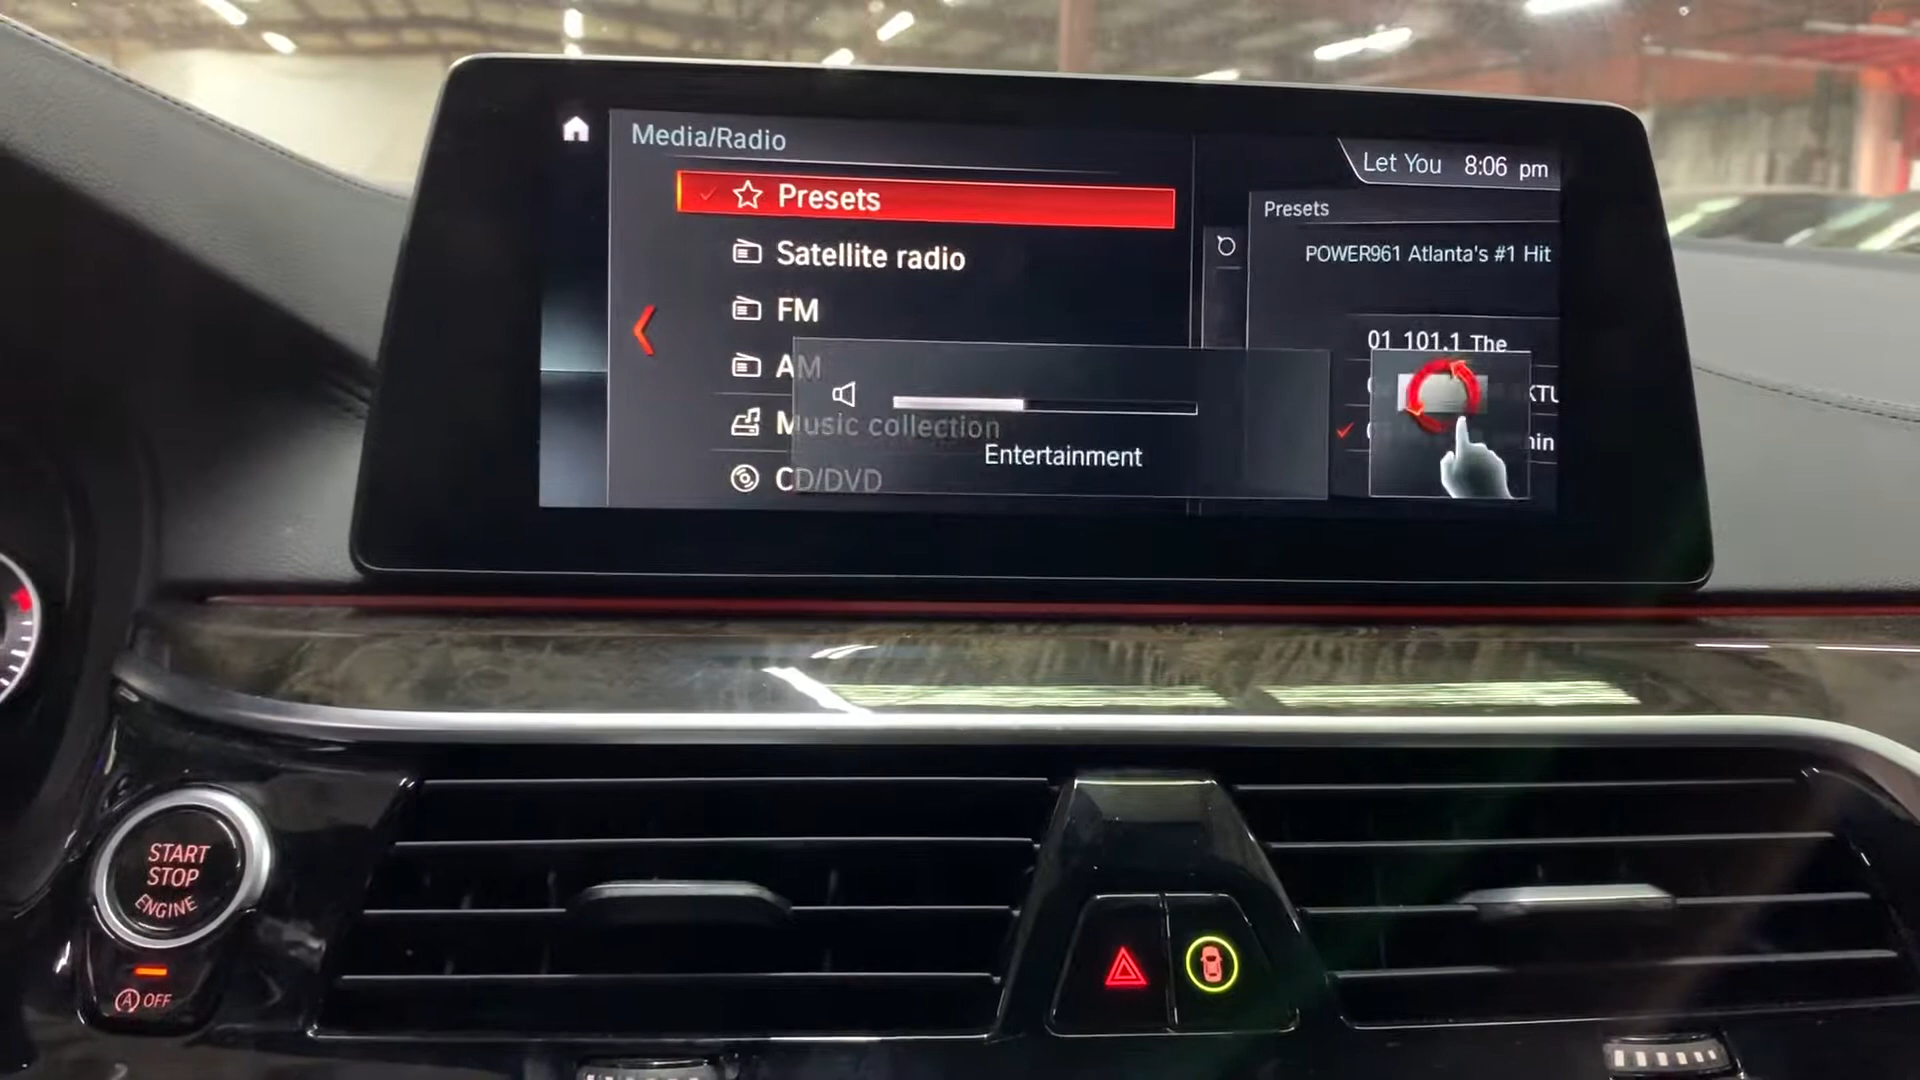 Media/Radio
Let You 8:06 pm
Presets
Satellite radio
FM
AM
Music collection
CD/DVD
Entertainment
Presets
POWER961 Atlanta's #1 Hit
01 101.1 The
START
STOP
ENGINE
A OFF